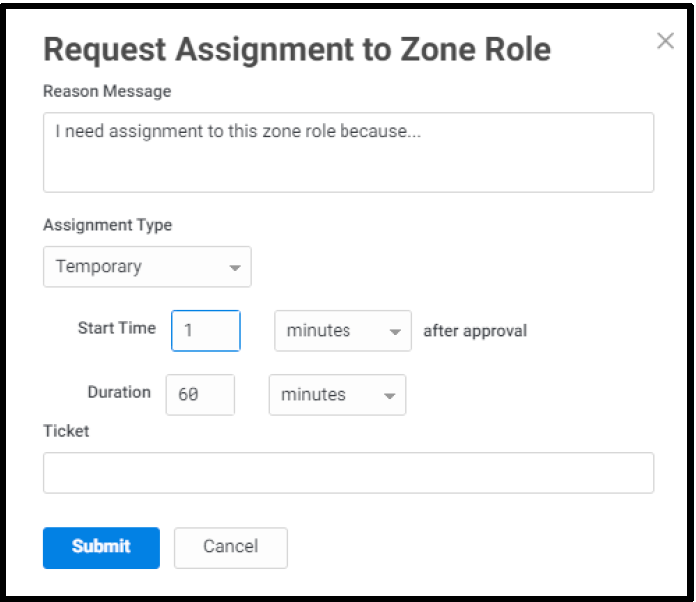 Request Assignment to Zone Role
Reason Message
I need assignment to this zone role because...
Assignment Type
Temporary
Start Time 1 minutes after approval
Duration 60 minutes
Ticket
Submit Cancel